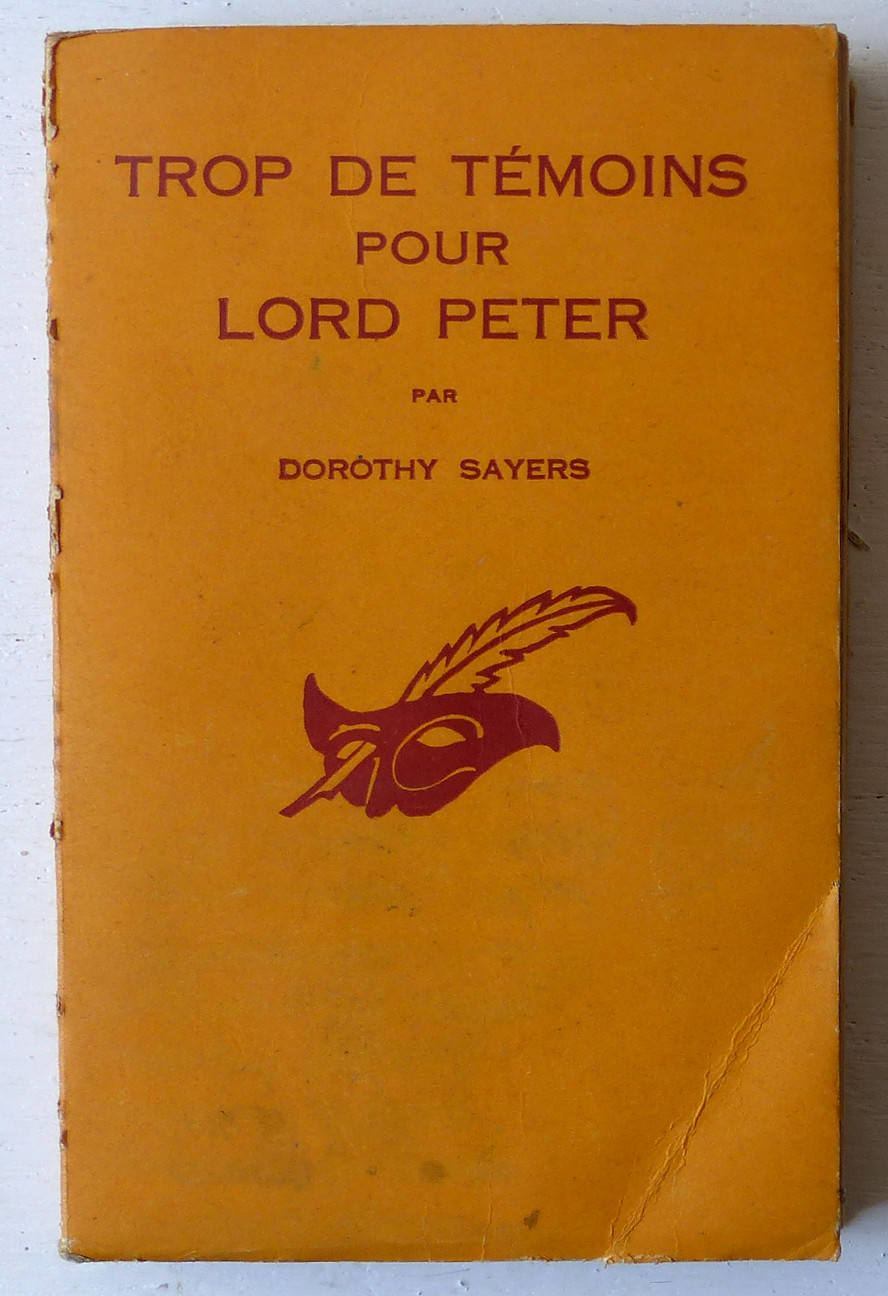 TROP DE TÉMOINS
POUR
LORD PETER
PAR
DOROTHY SAYERS